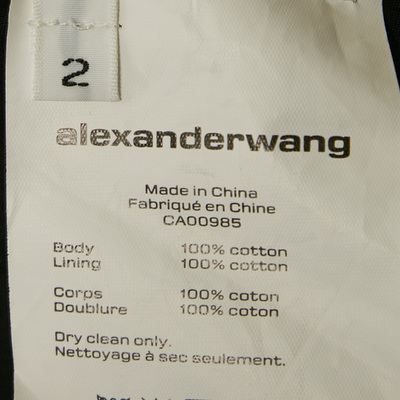 2
alexanderwang
Made in China
Fabriqué en Chine
CA00985
Body 100% cotton
Lining 100% cotton
Corps 100% coton
Doublure 100% coton
Dry clean only.
Nettoyage à sec seulement.